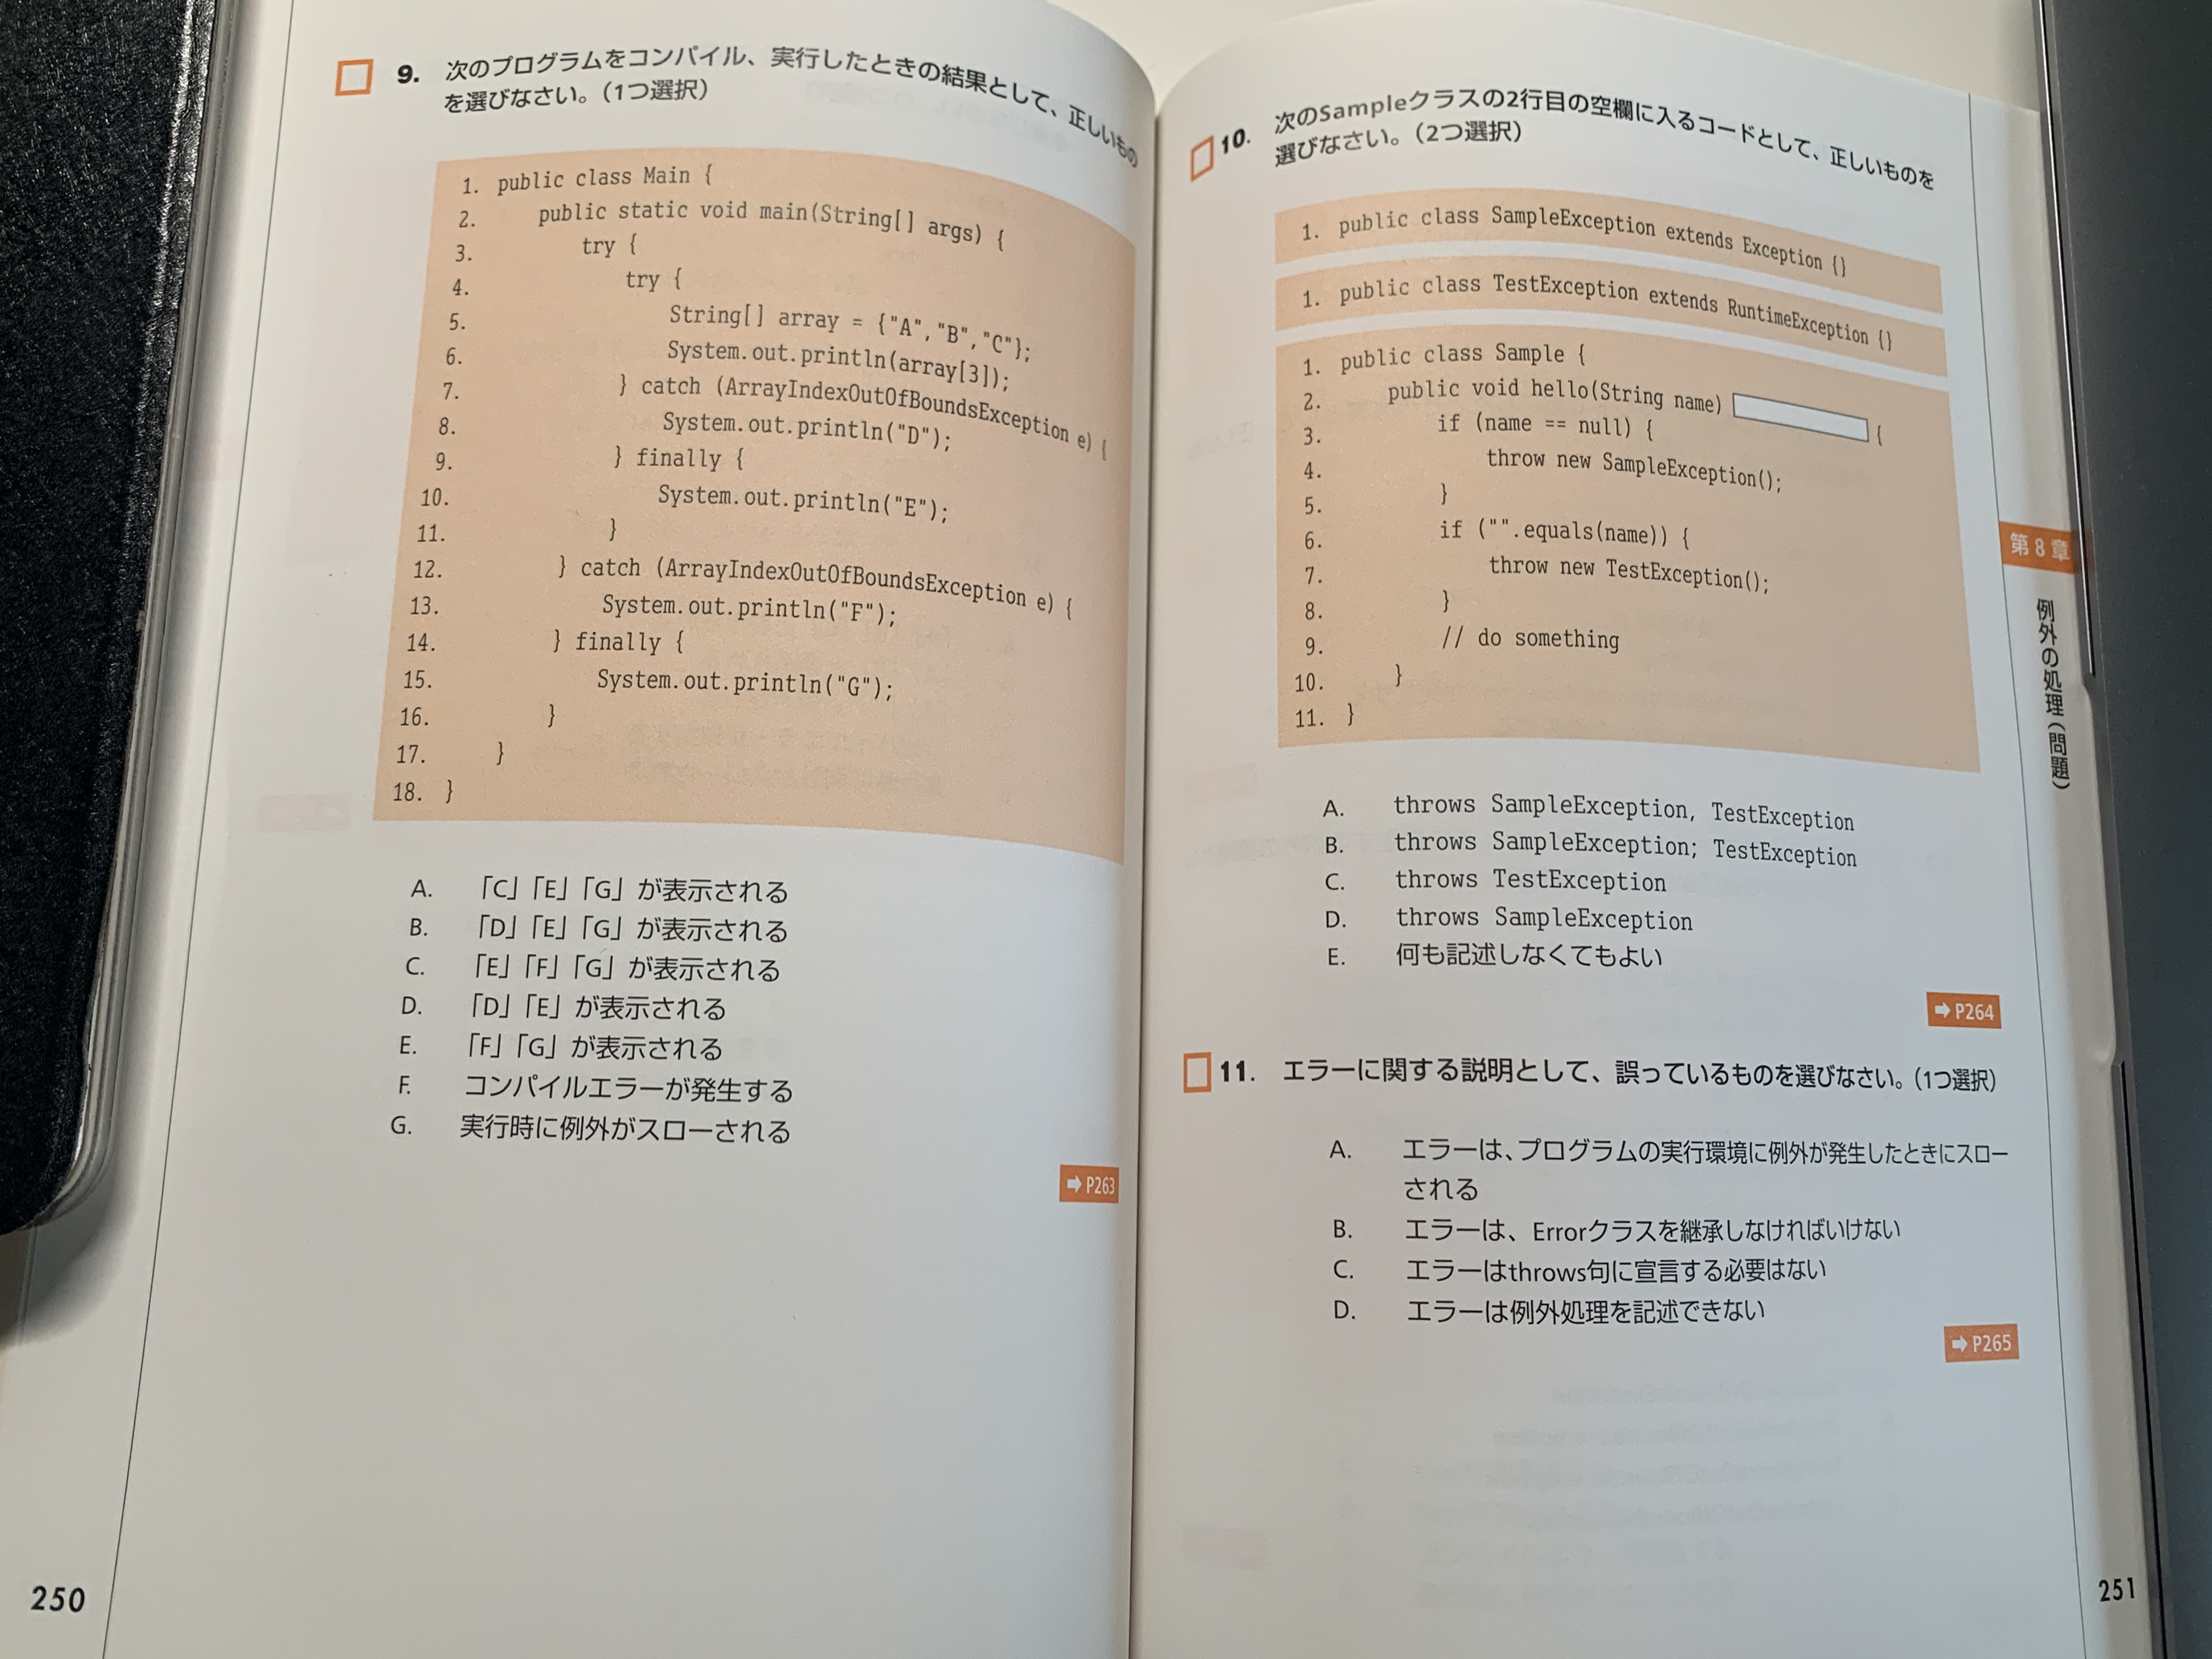 9. 次のプログラムをコンパイル、実行したときの結果として、正しいもの
を選びなさい。（1つ選択）
1. public class Main {
2. public static void main(String[] args) {
3. try {
4. try {
5. String[] array = {"A","B","C"};
6. System.out.println(array[3]);
7. } catch (ArrayIndexOutOfBoundsException e) {
8. System.out.println("D");
9. } finally {
10. System.out.println("E");
11. }
12. } catch (ArrayIndexOutOfBoundsException e) {
13. System.out.println("F");
14. } finally {
15. System.out.println("G");
16. }
17. }
18. }
A. 「C」「E」「G」が表示される
B. 「D」「E」「G」が表示される
C. 「E」「F」「G」が表示される
D. 「D」「E」が表示される
E. 「F」「G」が表示される
F. コンパイルエラーが発生する
G. 実行時に例外がスローされる
➡P263
250
10. 次のSampleクラスの2行目の空欄に入るコードとして、正しいものを
選びなさい。（2つ選択）
1. public class SampleException extends Exception {}
1. public class TestException extends RuntimeException {}
1. public class Sample {
2. public void hello(String name) {
3. if (name == null) {
4. throw new SampleException();
5. }
6. if ("".equals(name)) {
7. throw new TestException();
8. }
9. // do something
10. }
11. }
A. throws SampleException, TestException
B. throws SampleException; TestException
C. throws TestException
D. throws SampleException
E. 何も記述しなくてもよい
➡P264
11. エラーに関する説明として、誤っているものを選びなさい。（1つ選択）
A. エラーは、プログラムの実行環境に例外が発生したときにスロー
される
B. エラーは、Errorクラスを継承しなければいけない
C. エラーはthrows句に宣言する必要はない
D. エラーは例外処理を記述できない
➡P265
第8章
例外の処理（問題）
251